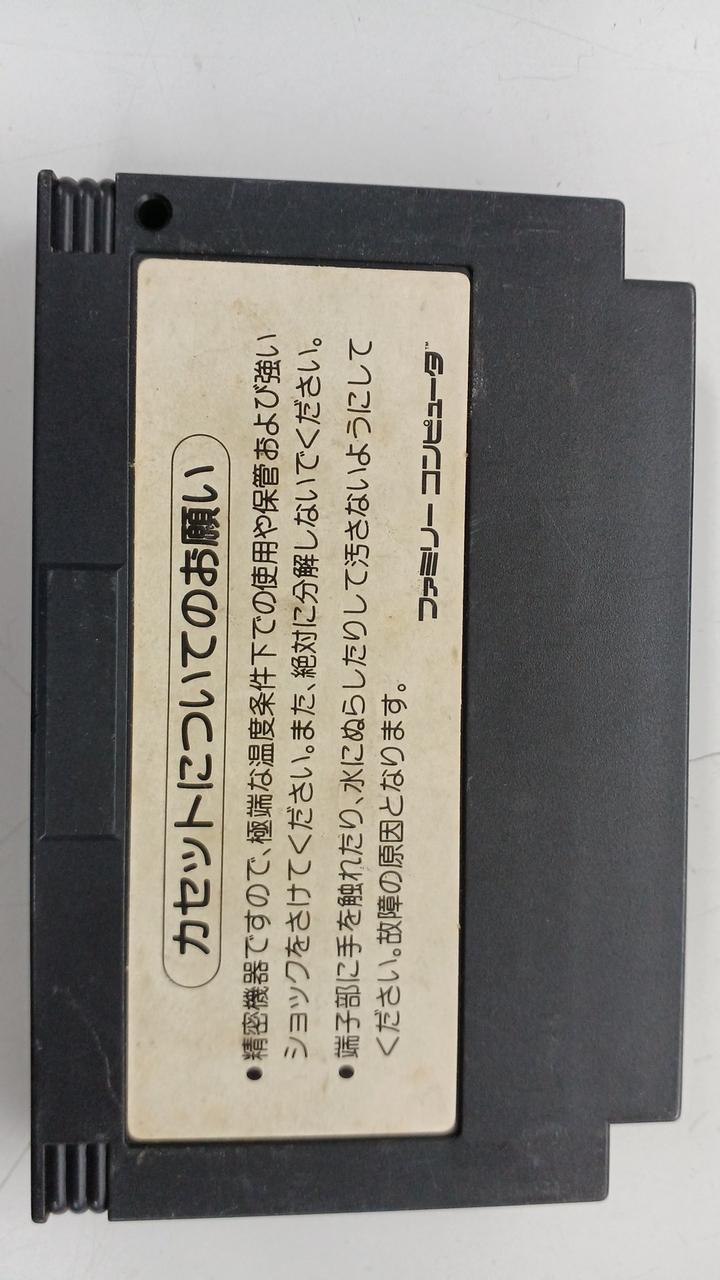 カセットについてのお願い
●精密機器ですので、極端な温度条件下での使用や保管および強い
ショックをさけてください。また、絶対に分解しないでください。
●端子部に手を触れたり、水にぬらしたりして汚さないようにして
ください。故障の原因となります。
ファミリーコンピュータ™